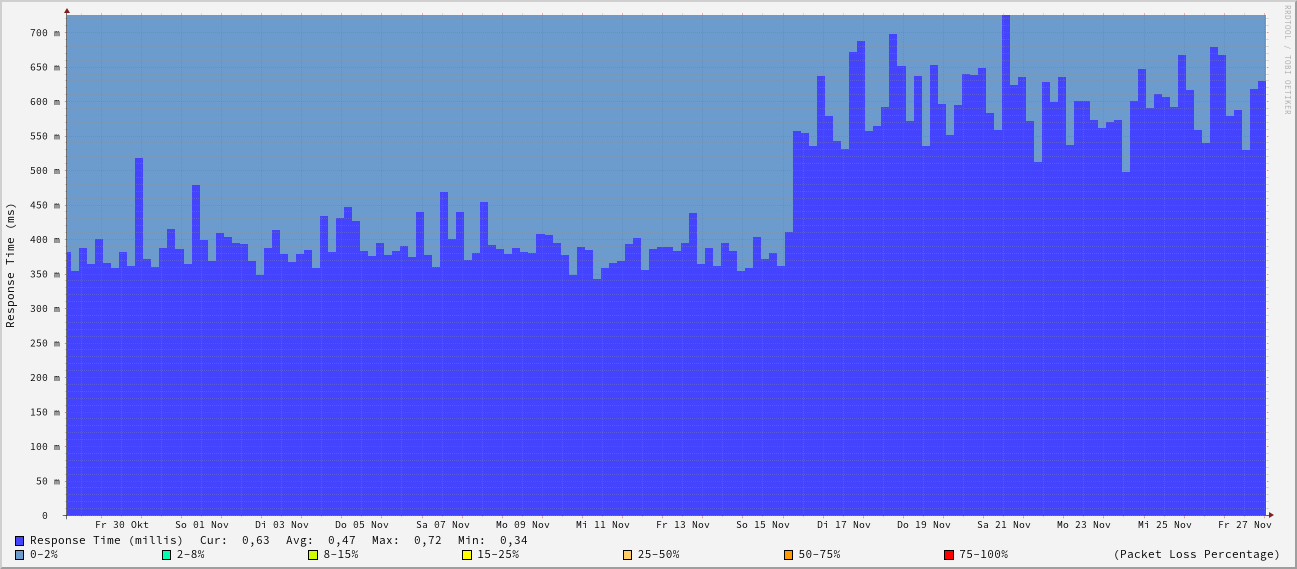 RRDTOOL / TOBI OETIKER
Response Time (ms)
700 m
650 m
600 m
550 m
500 m
450 m
400 m
350 m
300 m
250 m
200 m
150 m
100 m
50 m
0
Fr 30 Okt So 01 Nov Di 03 Nov Do 05 Nov Sa 07 Nov Mo 09 Nov Mi 11 Nov Fr 13 Nov So 15 Nov Di 17 Nov Do 19 Nov Sa 21 Nov Mo 23 Nov Mi 25 Nov Fr 27 Nov
Response Time (millis) Cur: 0,63 Avg: 0,47 Max: 0,72 Min: 0,34
0-2% 2-8% 8-15% 15-25% 25-50% 50-75% 75-100% (Packet Loss Percentage)